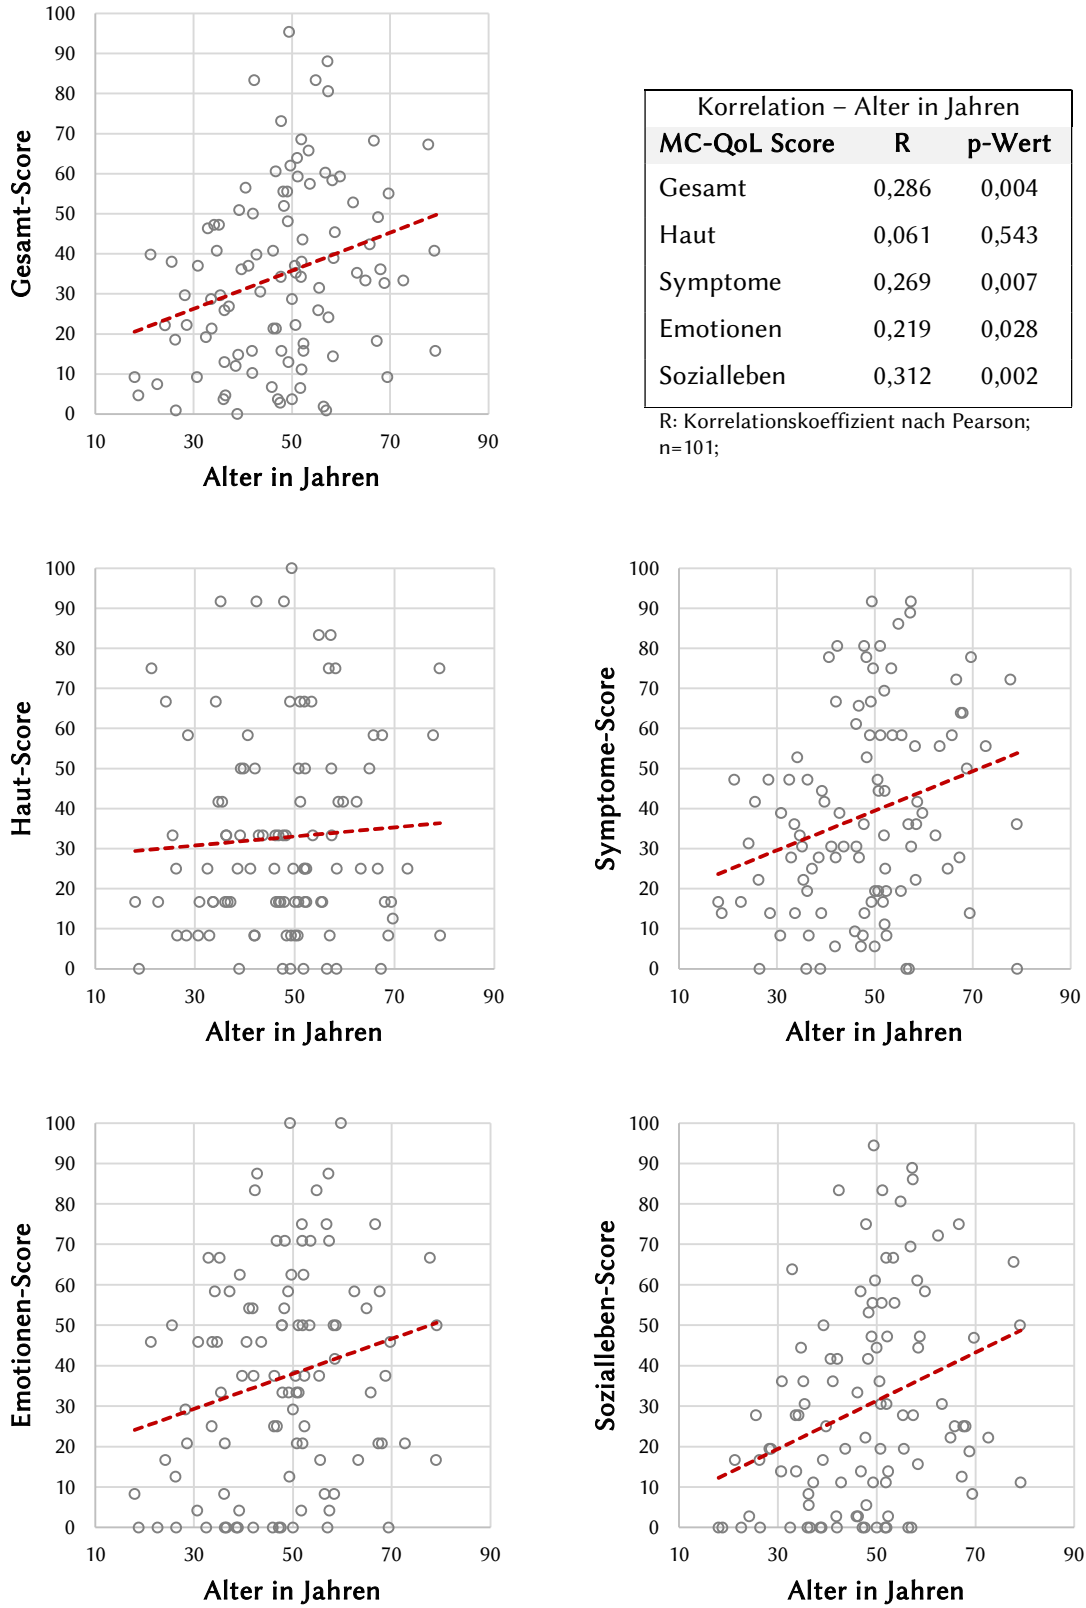 100
90
80
70
60
50
40
30
20
10
0
Gesamt-Score
10 30 50 70 90
Alter in Jahren
Korrelation – Alter in Jahren
MC-QoL Score R p-Wert
Gesamt 0,286 0,004
Haut 0,061 0,543
Symptome 0,269 0,007
Emotionen 0,219 0,028
Sozialleben 0,312 0,002
R: Korrelationskoeffizient nach Pearson;
n=101;
100
90
80
70
60
50
40
30
20
10
0
Haut-Score
10 30 50 70 90
Alter in Jahren
100
90
80
70
60
50
40
30
20
10
0
Symptome-Score
10 30 50 70 90
Alter in Jahren
100
90
80
70
60
50
40
30
20
10
0
Emotionen-Score
10 30 50 70 90
Alter in Jahren
100
90
80
70
60
50
40
30
20
10
0
Sozialleben-Score
10 30 50 70 90
Alter in Jahren